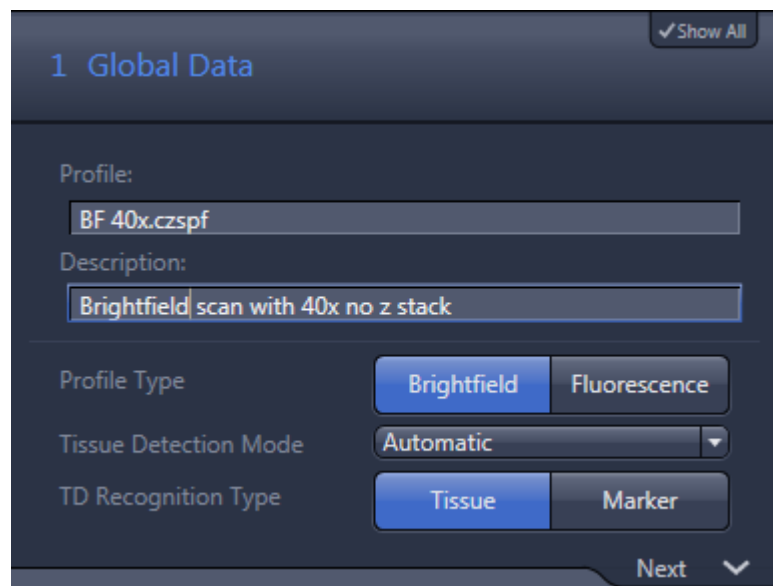 ✓Show All
1 Global Data
Profile:
BF 40x.czspf
Description:
Brightfield scan with 40x no z stack
Profile Type Brightfield Fluorescence
Tissue Detection Mode Automatic
TD Recognition Type Tissue Marker
Next